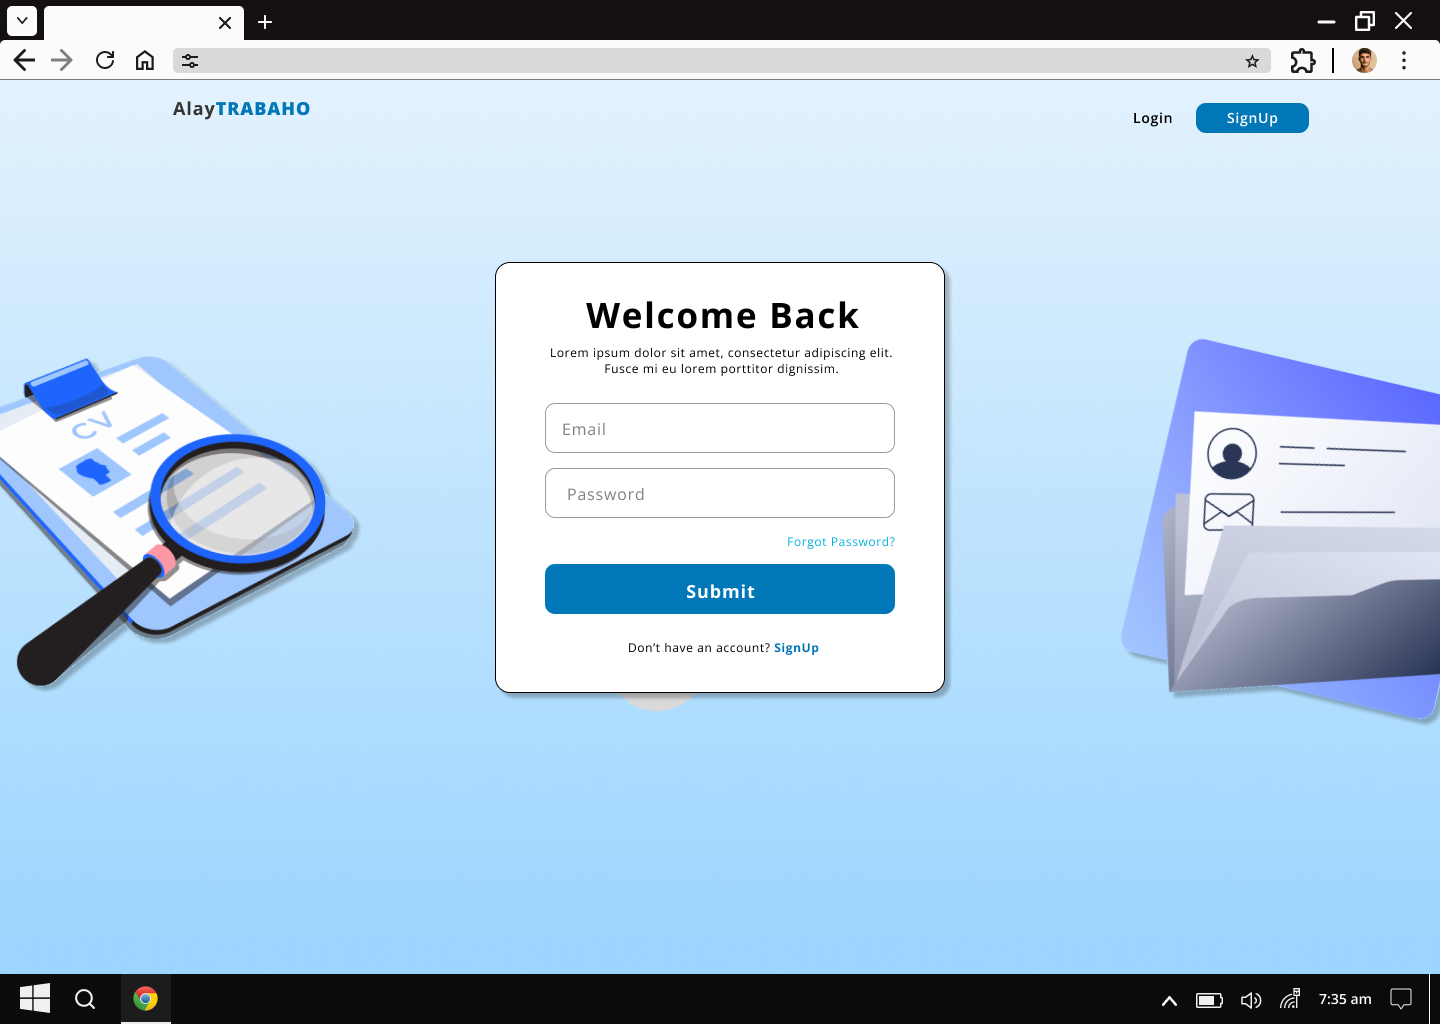 AlayTRABAHO
Login
SignUp
Welcome Back
Lorem ipsum dolor sit amet, consectetur adipiscing elit.
Fusce mi eu lorem porttitor dignissim.
Email
Password
Forgot Password?
Submit
Don’t have an account? SignUp
CV
7:35 am